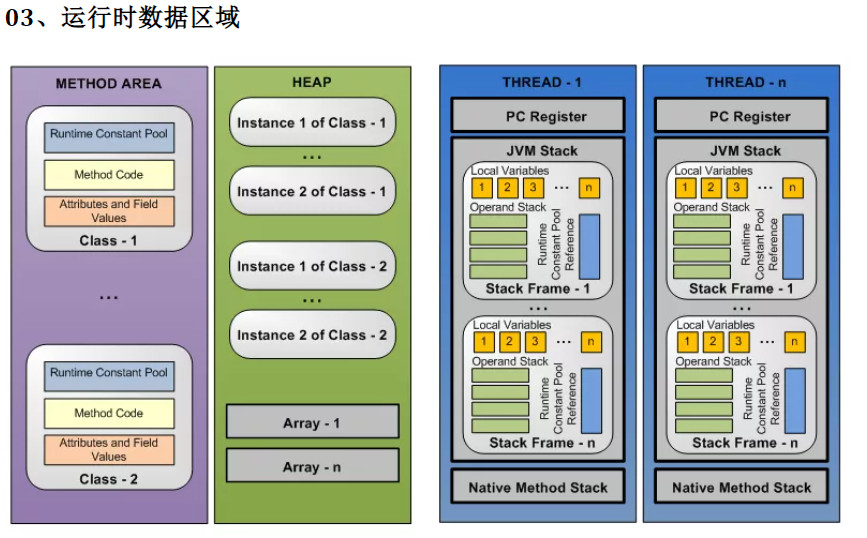 03、运行时数据区域
METHOD AREA
Runtime Constant Pool
Method Code
Attributes and Field
Values
Class - 1
...
Runtime Constant Pool
Method Code
Attributes and Field
Values
Class - 2
HEAP
Instance 1 of Class - 1
...
Instance 2 of Class - 1
Instance 1 of Class - 2
...
Instance 2 of Class - 2
Array - 1
Array - n
THREAD - 1
PC Register
JVM Stack
Local Variables
1 2 3 ... n
Operand Stack
Runtime
Constant Pool
Reference
Stack Frame - 1
...
Local Variables
1 2 3 ... n
Operand Stack
Runtime
Constant Pool
Reference
Stack Frame - n
Native Method Stack
THREAD - n
PC Register
JVM Stack
Local Variables
1 2 3 ... n
Operand Stack
Runtime
Constant Pool
Reference
Stack Frame - 1
...
Local Variables
1 2 3 ... n
Operand Stack
Runtime
Constant Pool
Reference
Stack Frame - n
Native Method Stack